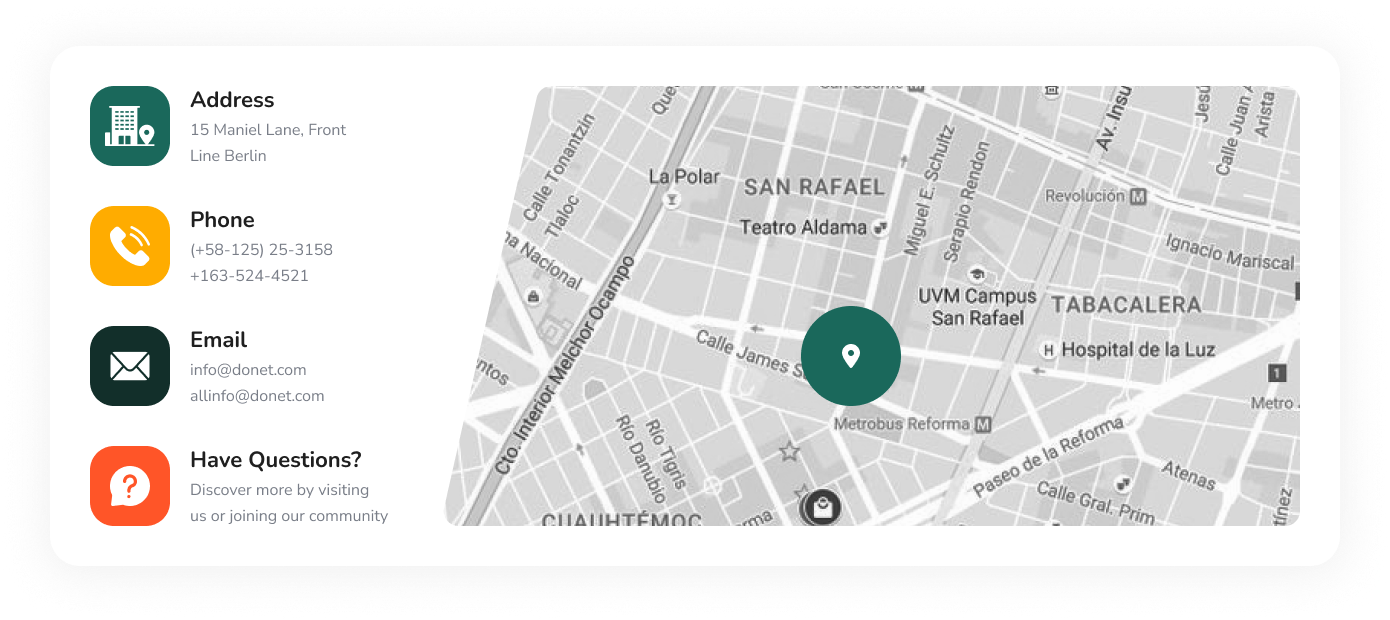 Address
15 Maniel Lane, Front
Line Berlin
Phone
(+58-125) 25-3158
+163-524-4521
Email
info@donet.com
allinfo@donet.com
Have Questions?
Discover more by visiting
us or joining our community
Calle Tonantzin
Tlaloc
La Polar
SAN RAFAEL
Teatro Aldama
Miguel E. Schultz
Serapio Rendon
Av. Insu
Jesú
Calle Juan A
Arista
Revolución M
Ignacio Mariscal
na Nacional
Cto. Interior Melchor Ocampo
UVM Campus
San Rafael
TABACALERA
Calle James S
H Hospital de la Luz
1
Metro
ntos
Río Tigris
Río Danubio
Metrobus Reforma M
Paseo de la Reforma
Atenas
Calle Gral. Prim
tínez
CUAUHTÉMOC
rma